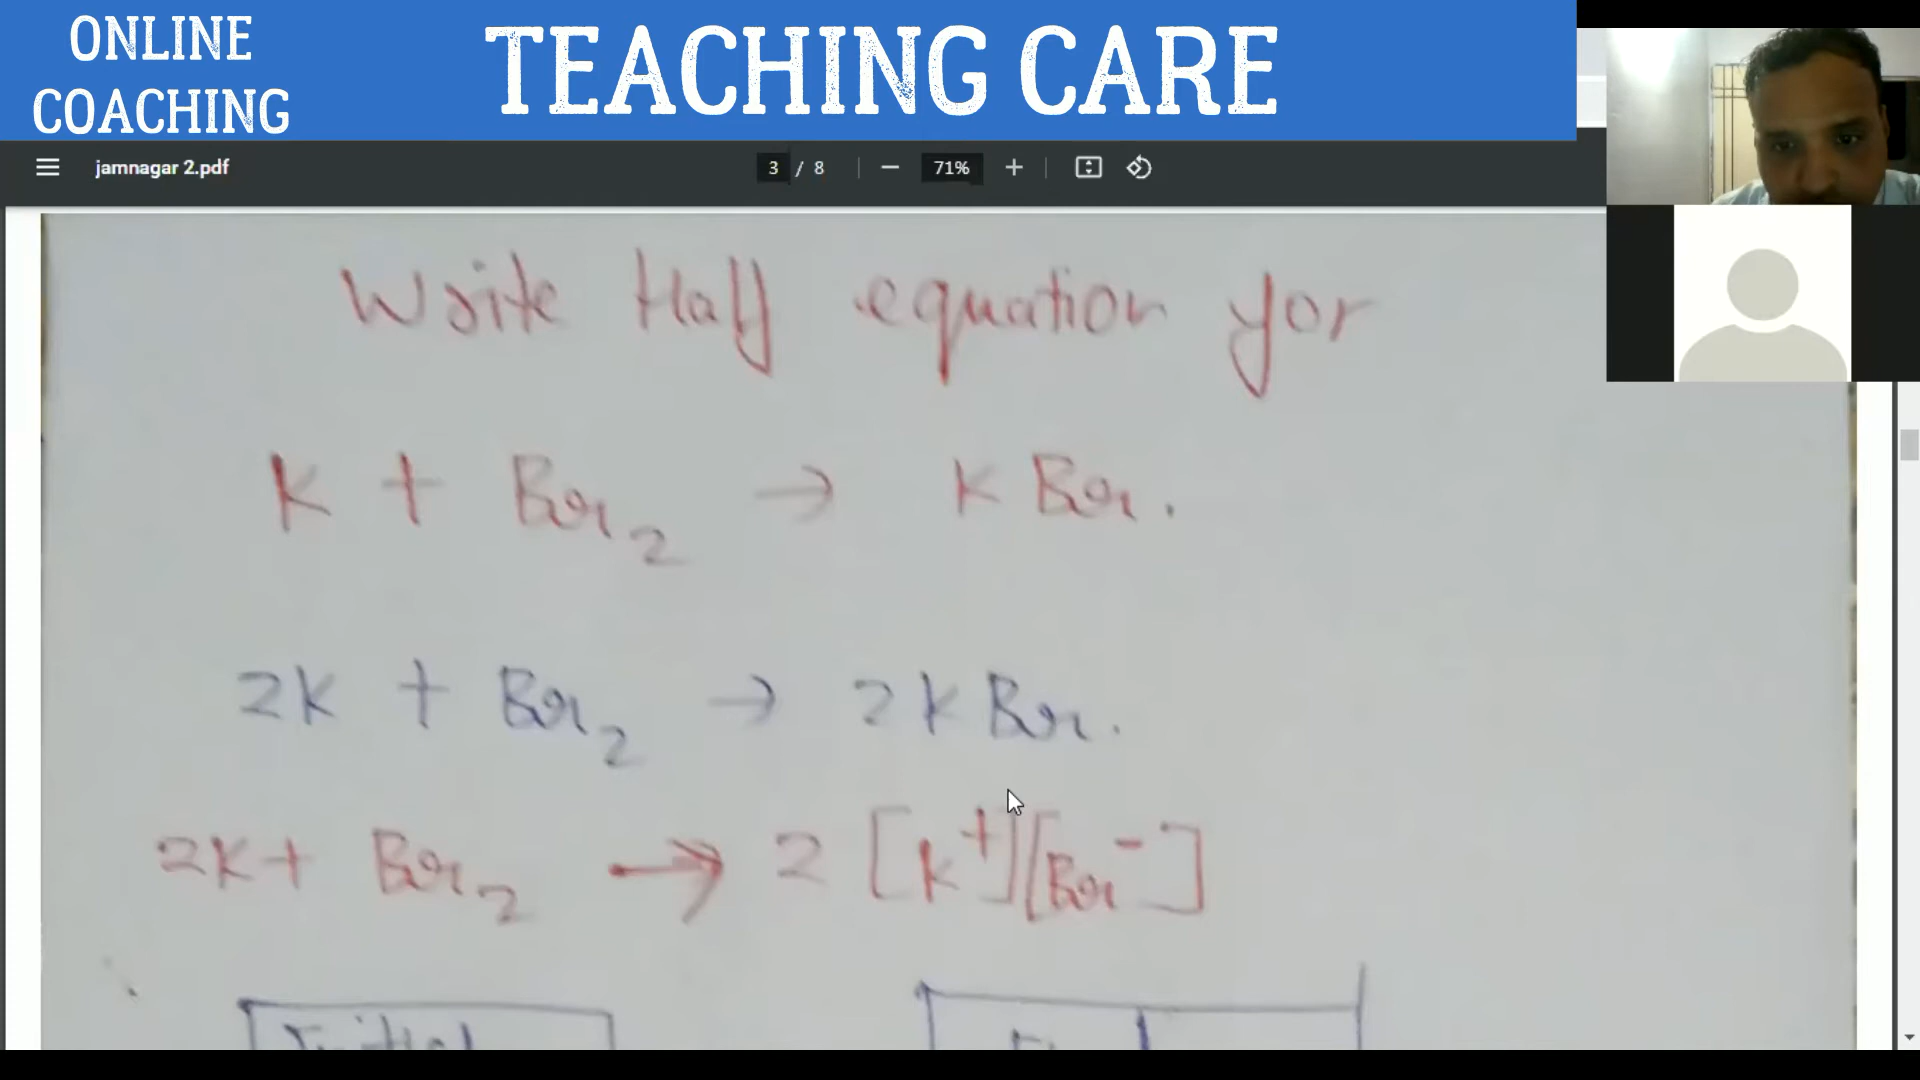 ONLINE
COACHING
TEACHING CARE
jamnagar 2.pdf
3 / 8
71%
Write Half equation for
K + Br2 → KBr.
2K + Br2 → 2KBr.
2K + Br2 → 2 [K+][Br-]
Initial